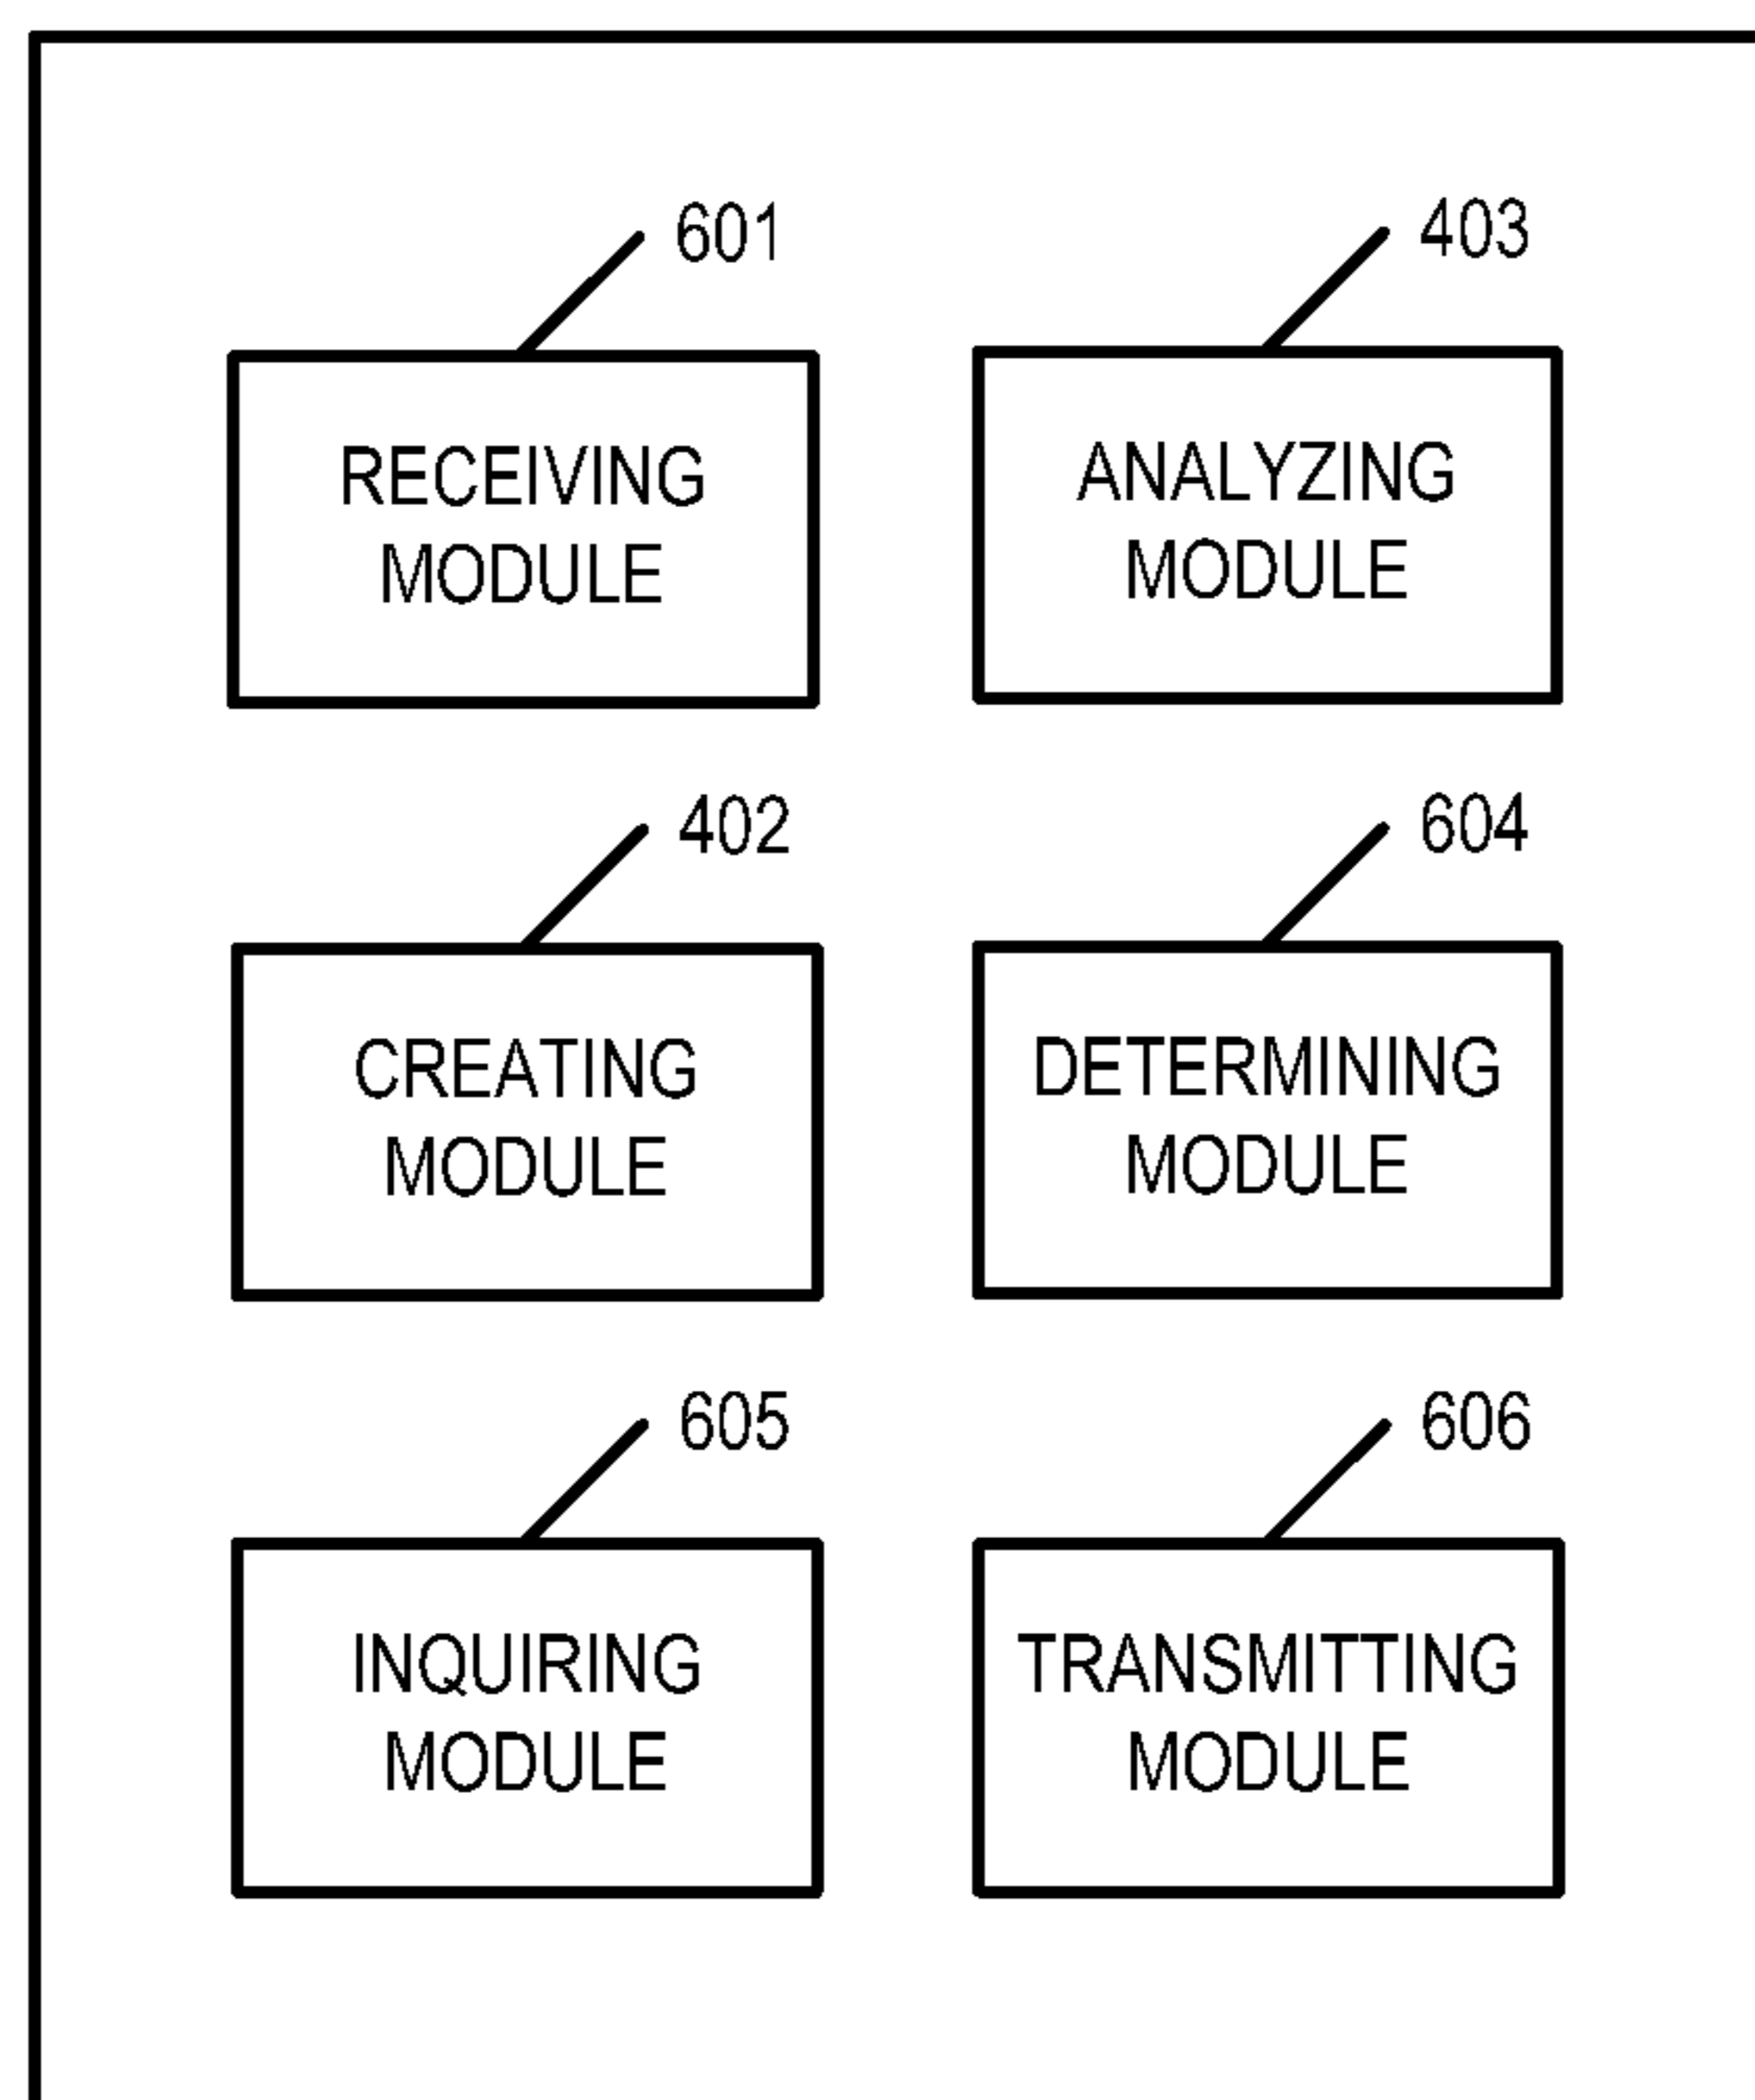 601
RECEIVING
MODULE
403
ANALYZING
MODULE
402
CREATING
MODULE
604
DETERMINING
MODULE
605
INQUIRING
MODULE
606
TRANSMITTING
MODULE